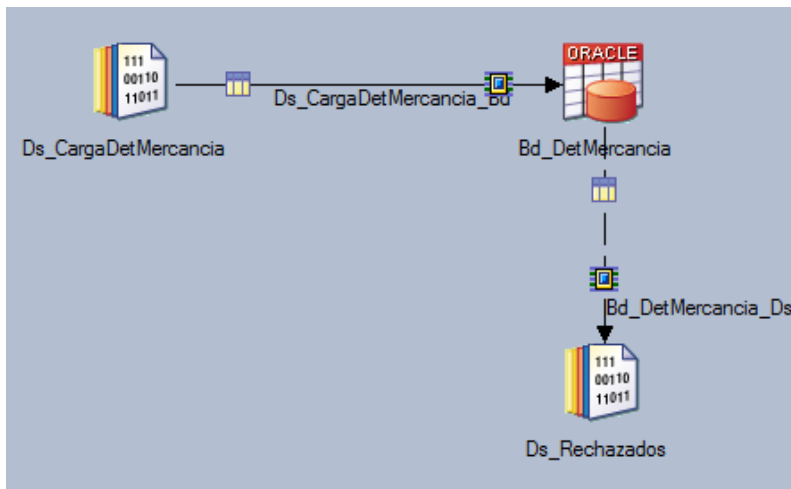 111
00110
11011
Ds_CargaDetMercancia
Ds_CargaDetMercancia_Bd
ORACLE
Bd_DetMercancia
Bd_DetMercancia_Ds
111
00110
11011
Ds_Rechazados